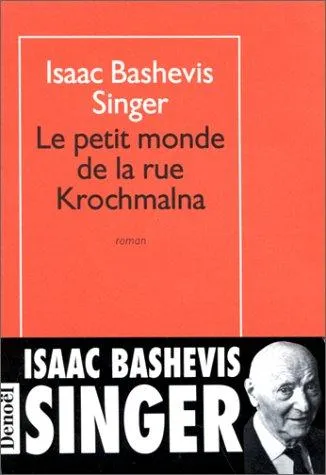 Isaac Bashevis
Singer
Le petit monde
de la rue
Krochmalna
roman
Denoël
ISAAC BASHEVIS
SINGER